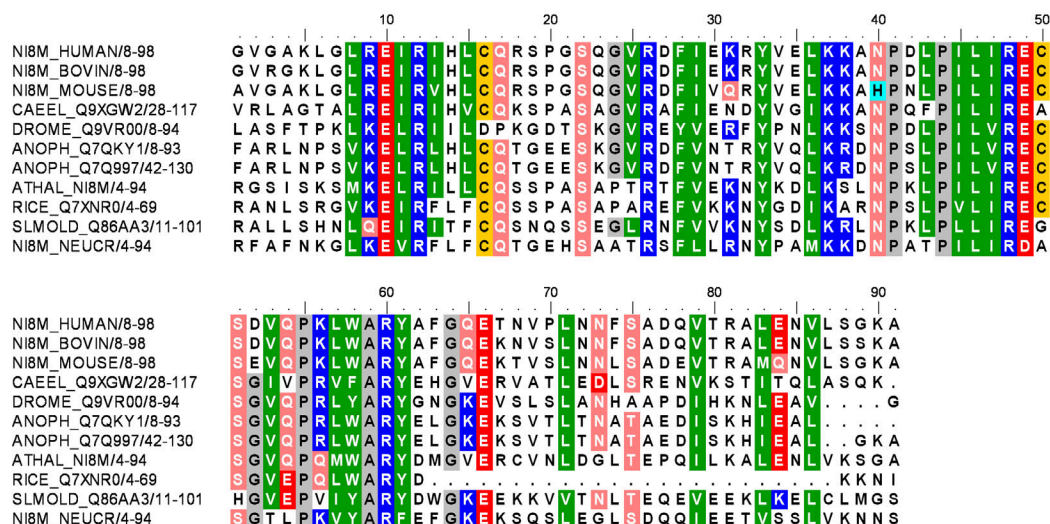 10 20 30 40 50
NI8M_HUMAN/8-98 GVGAKLGLREIRIHLCQRSPGSQGVRDFIEKRYVELKKANPDLPILIREC
NI8M_BOVIN/8-98 GVRGKLGLREIRIHLCQRSPGSQGVRDFIEKRYVELKKANPDLPILIREC
NI8M_MOUSE/8-98 AVGAKLGLREIRVHLCQRSPGSQGVRDFIVQRYVELKKAHPNLPILIREC
CAEEL_Q9XGW2/28-117 VRLAGTALREIRIHVCQKSPASAGVRAFIENDYVGIKKANPQFPILIREA
DROME_Q9VR00/8-94 LASFTPKLKELRIILDPKGDTSKGVREYVERFYPNLKKSNPDLPILVREC
ANOPH_Q7QKY1/8-93 FARLNPSVKELRLHLCQTGEESKGVRDFVNTRYVQLKRDNPSLPILVREC
ANOPH_Q7Q997/42-130 FARLNPSVKELRLHLCQTGEESKGVRDFVNTRVQLKRDNPSLPILVREC
ATHAL_NI8M/4-94 RGSISKSMKELRILLCQSSPASAPTRTFVEKNYKDLKSLNPKLPILIREC
RICE_Q7XNR0/4-69 RANLSRGVKEIRFLFCQSSPASAPAREFVKKNYGDIKARNPSLPVLIREC
SLMOLD_Q86AA3/11-101 RALLSHNLQEIRITFCQSNQSSEGLRNFVVKNYSDLKRLNPKLPLLIREG
NI8M_NEUCR/4-94 RFAFNKGLKEVRFLFCQTGEHSAATRSFLLRNYPAMKKDNPATPILIRDA
60 70 80 90
NI8M_HUMAN/8-98 SDVQPKLWARYAFGQETNVPLNNFSADQVTRALENVLSGKA
NI8M_BOVIN/8-98 SDVQPKLWARYAFGQEKNVSLNNFSADQVTRALENVLSSKA
NI8M_MOUSE/8-98 SEVQPKLWARYAFGQEKTVSLNNLSADEVTRAMQNVLSGKA
CAEEL_Q9XGW2/28-117 SGIVPRVFARYEHGVERVATLEDLSRENVKSTITQLASQK.
DROME_Q9VR00/8-94 SGVQPRLYARYGNGKEVSLSLANHAAPDIHKNLEAV....G
ANOPH_Q7QKY1/8-93 SGVQPRLWARYELGKEKSVTLTNATAEDISKHIEAL.....
ANOPH_Q7Q997/42-130 SGVQPRLWARYELGKEKSVTLTNATAEDISKHIEAL..GKA
ATHAL_NI8M/4-94 SGVQPQMWARYDMGVERCVNLDGLTEPQILKALENLVKSGA
RICE_Q7XNR0/4-69 SGVEPQLWARYD.........................KKNI
SLMOLD_Q86AA3/11-101 HGVEPVIYARYDWGKEEKKVVTNLTEQEVEEKLKELCLMGS
NI8M_NEUCR/4-94 SGTLPKVYARFEFGKEKSQSLEGLSDQQIEETVSSLVKNNS